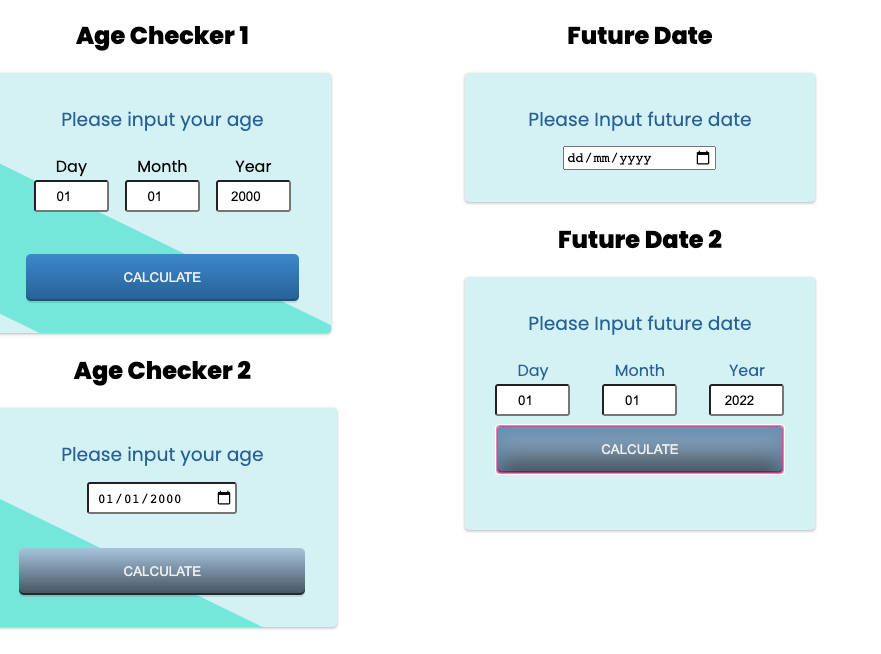 Age Checker 1
Please input your age
Day Month Year
01 01 2000
CALCULATE
Age Checker 2
Please input your age
01/01/2000
CALCULATE
Future Date
Please Input future date
dd/mm/yyyy
Future Date 2
Please Input future date
Day Month Year
01 01 2022
CALCULATE